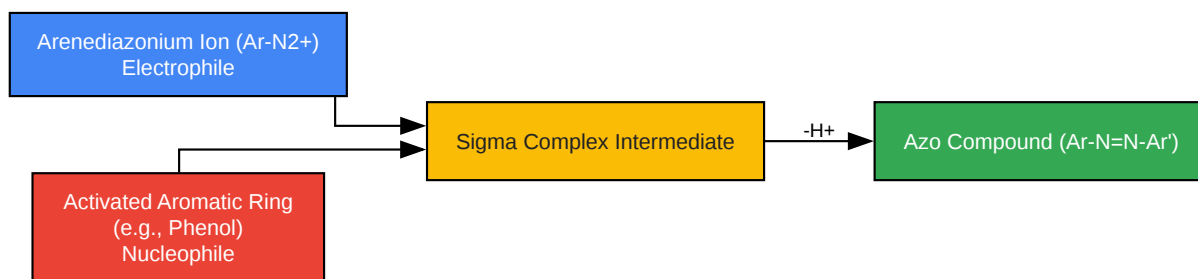 Arenediazonium Ion (Ar-N2+)
Electrophile
Activated Aromatic Ring
(e.g., Phenol)
Nucleophile
Sigma Complex Intermediate
-H+
Azo Compound (Ar-N=N-Ar')